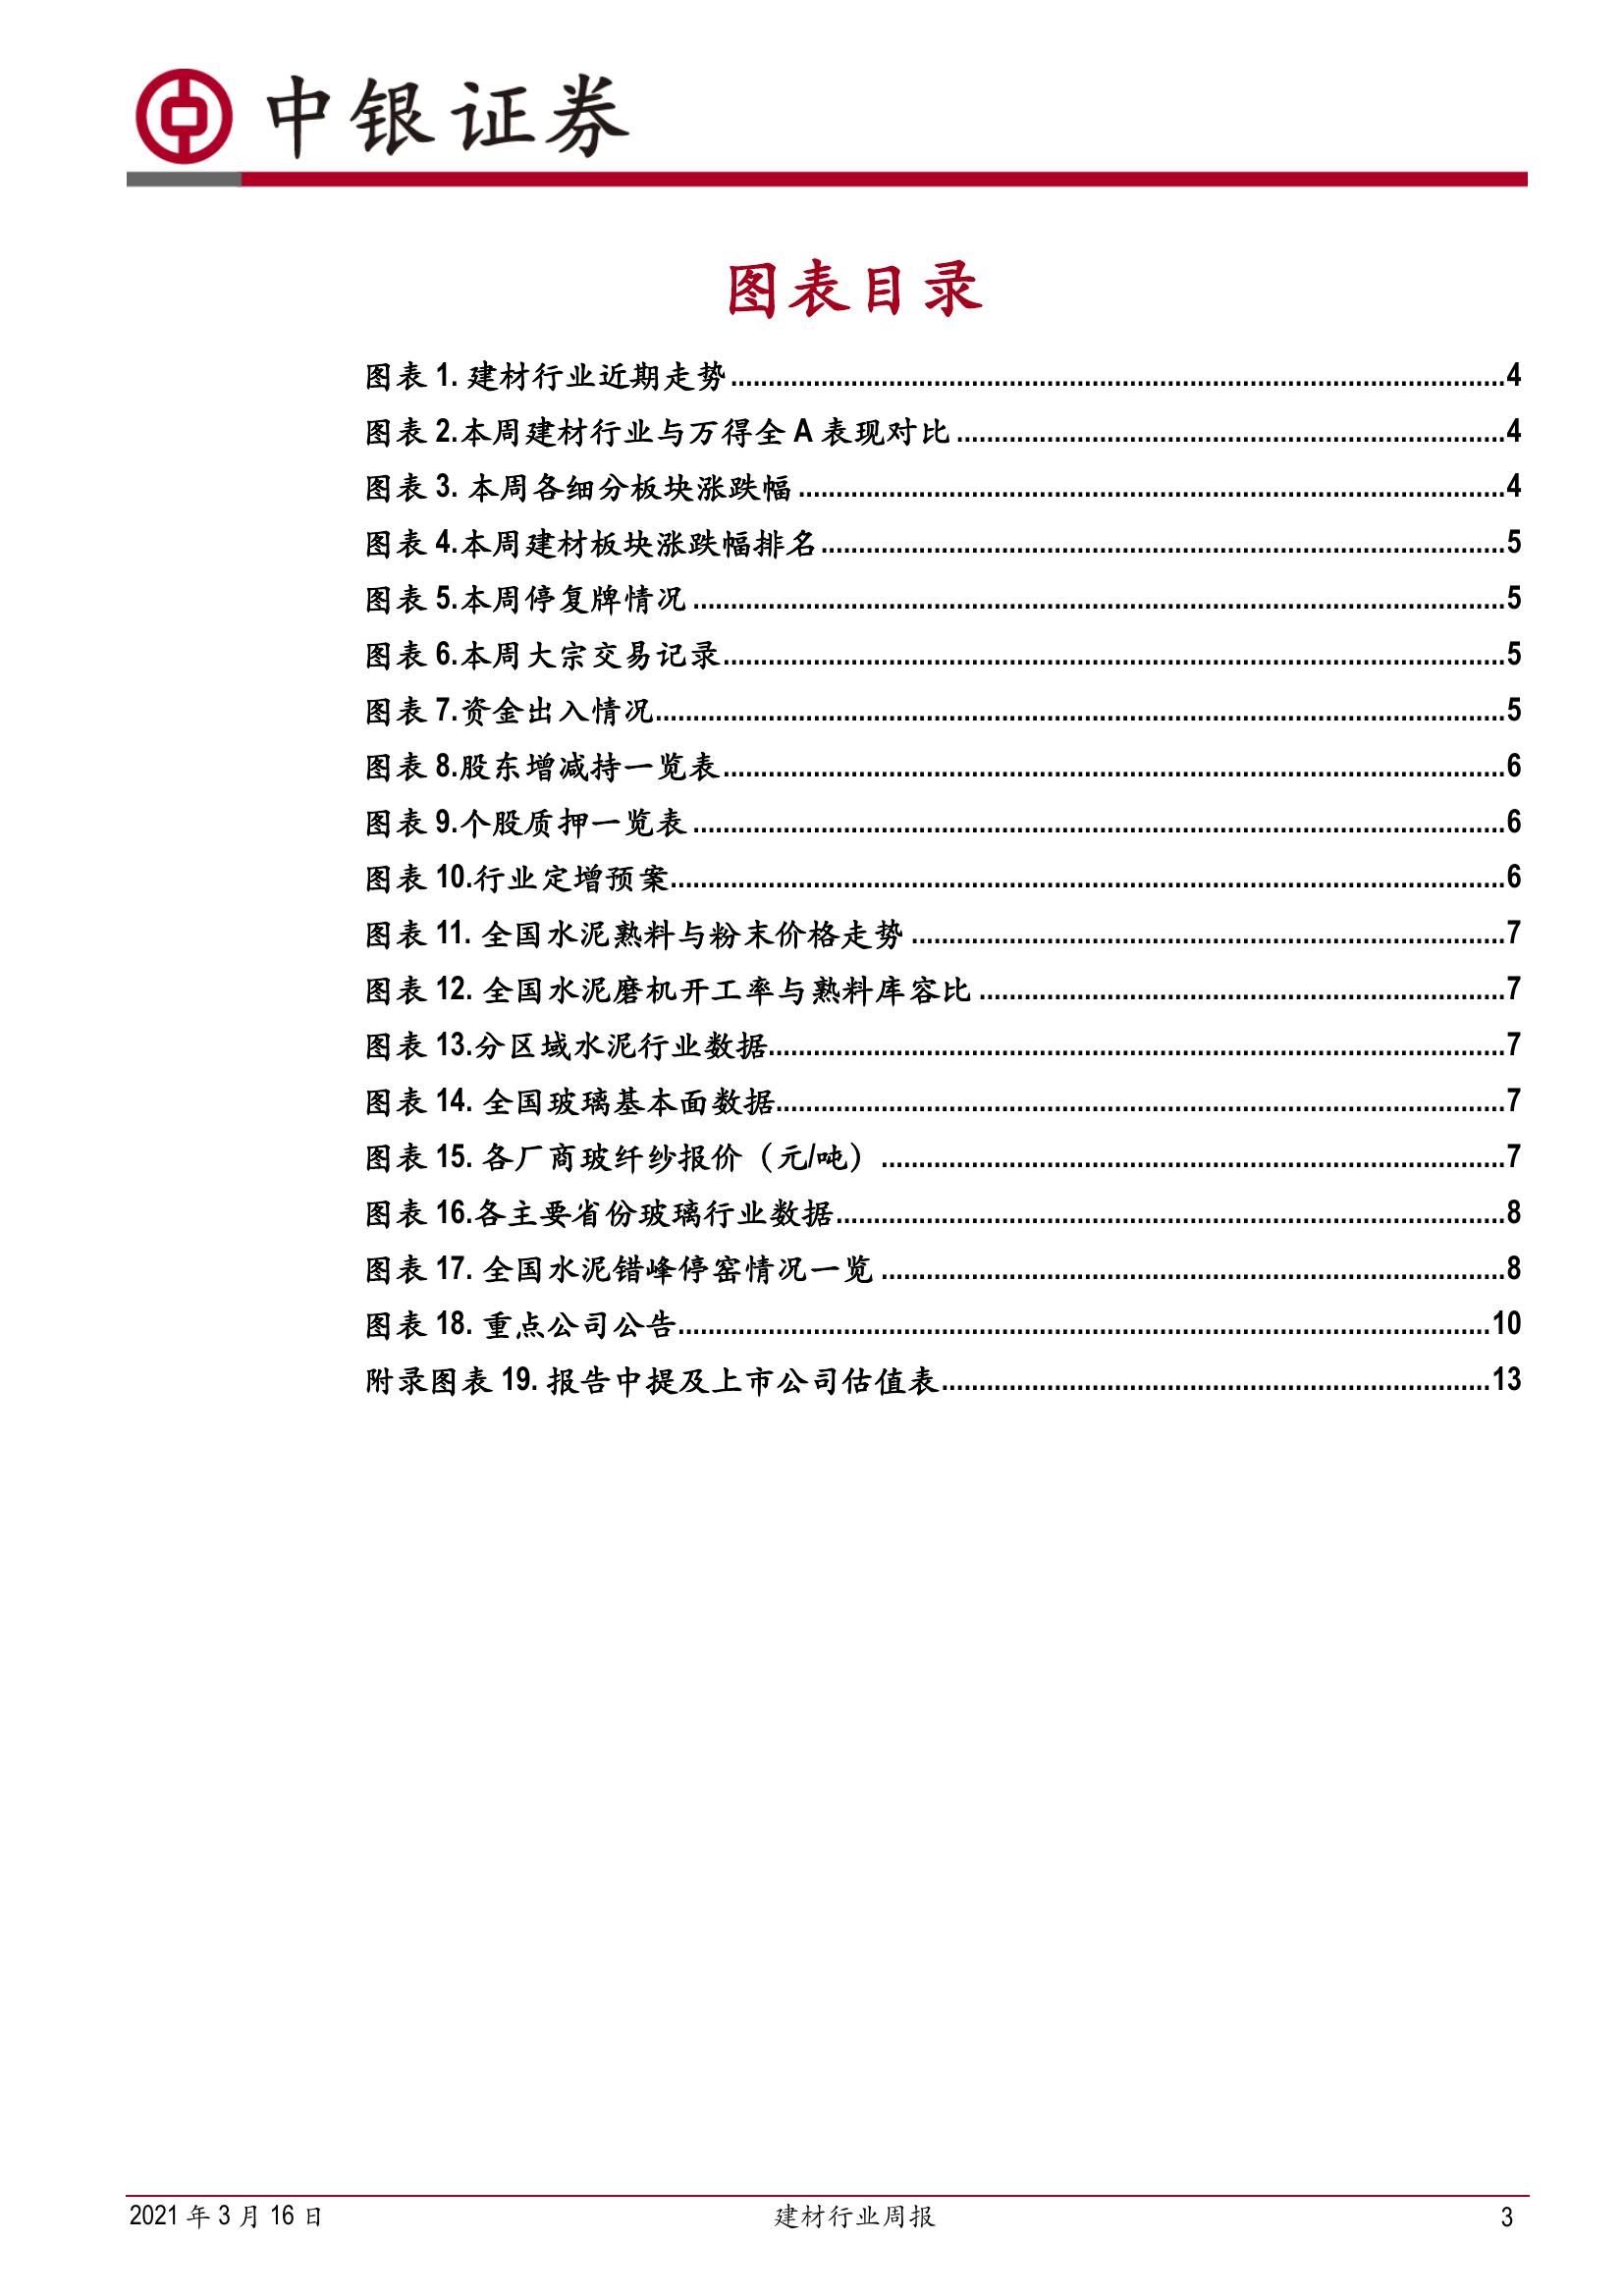 中银证券
图表目录
图表 1. 建材行业近期走势........................................4
图表 2.本周建材行业与万得全 A 表现对比........................................4
图表 3. 本周各细分板块涨跌幅........................................4
图表 4.本周建材板块涨跌幅排名........................................5
图表 5.本周停复牌情况........................................5
图表 6.本周大宗交易记录........................................5
图表 7.资金出入情况........................................5
图表 8.股东增减持一览表........................................6
图表 9.个股质押一览表........................................6
图表 10.行业定增预案........................................6
图表 11. 全国水泥熟料与粉末价格走势........................................7
图表 12. 全国水泥磨机开工率与熟料库容比........................................7
图表 13.分区域水泥行业数据........................................7
图表 14. 全国玻璃基本面数据........................................7
图表 15. 各厂商玻纤纱报价（元/吨）........................................7
图表 16.各主要省份玻璃行业数据........................................8
图表 17. 全国水泥错峰停窑情况一览........................................8
图表 18. 重点公司公告........................................10
附录图表 19. 报告中提及上市公司估值表........................................13
2021 年 3 月 16 日
建材行业周报
3